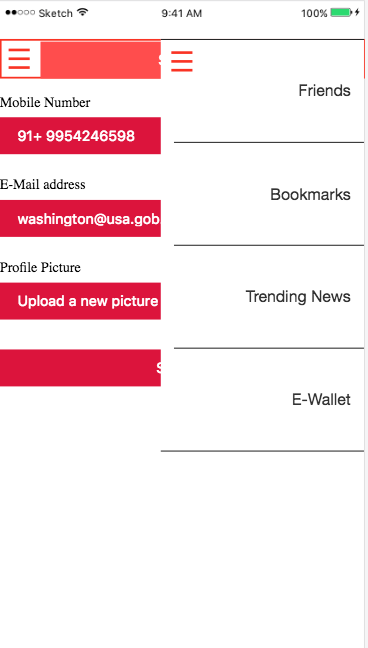 Sketch 9:41 AM 100%
Mobile Number
91+ 9954246598
E-Mail address
washington@usa.gob
Profile Picture
Upload a new picture
Friends
Bookmarks
Trending News
E-Wallet